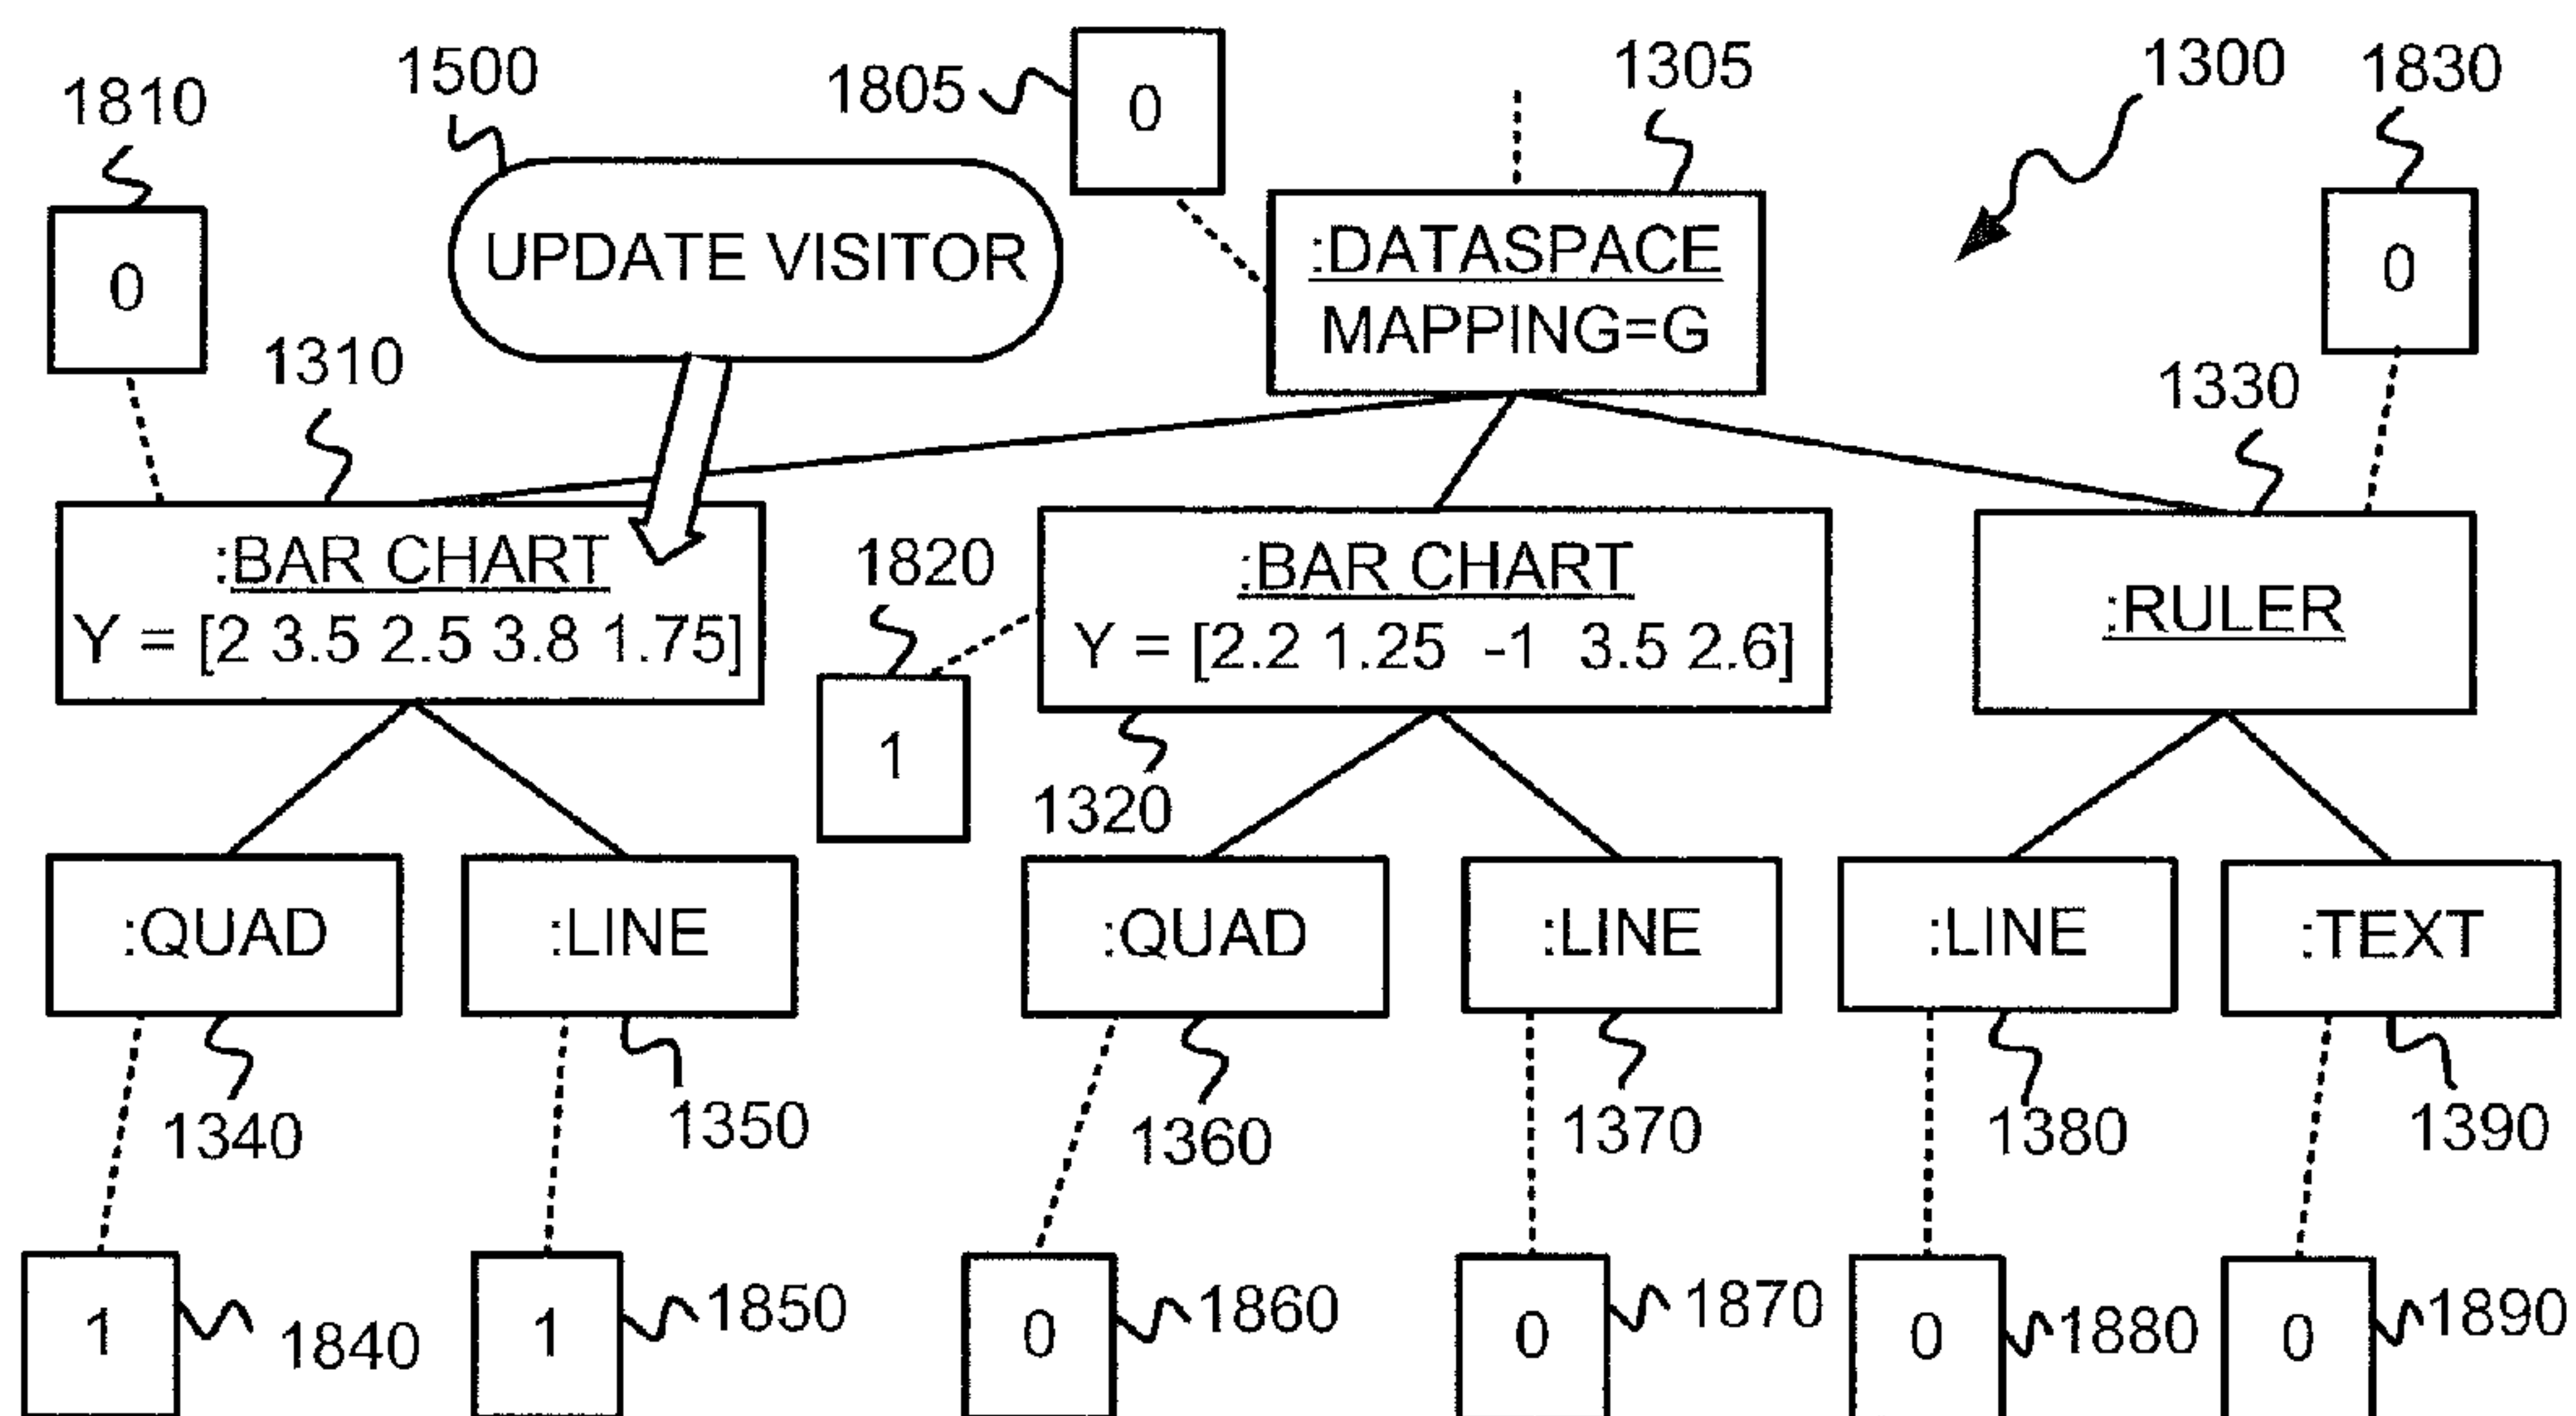 1500
1805
0
1305
1300
1830
1810
0
UPDATE VISITOR
:DATASPACE
MAPPING=G
0
1310
1330
:BAR CHART
Y = [2 3.5 2.5 3.8 1.75]
1820
:BAR CHART
Y = [2.2 1.25 -1 3.5 2.6]
:RULER
1
1320
:QUAD
:LINE
:QUAD
:LINE
:LINE
:TEXT
1340
1350
1360
1370
1380
1390
1
1840
1
1850
0
1860
0
1870
0
1880
0
1890